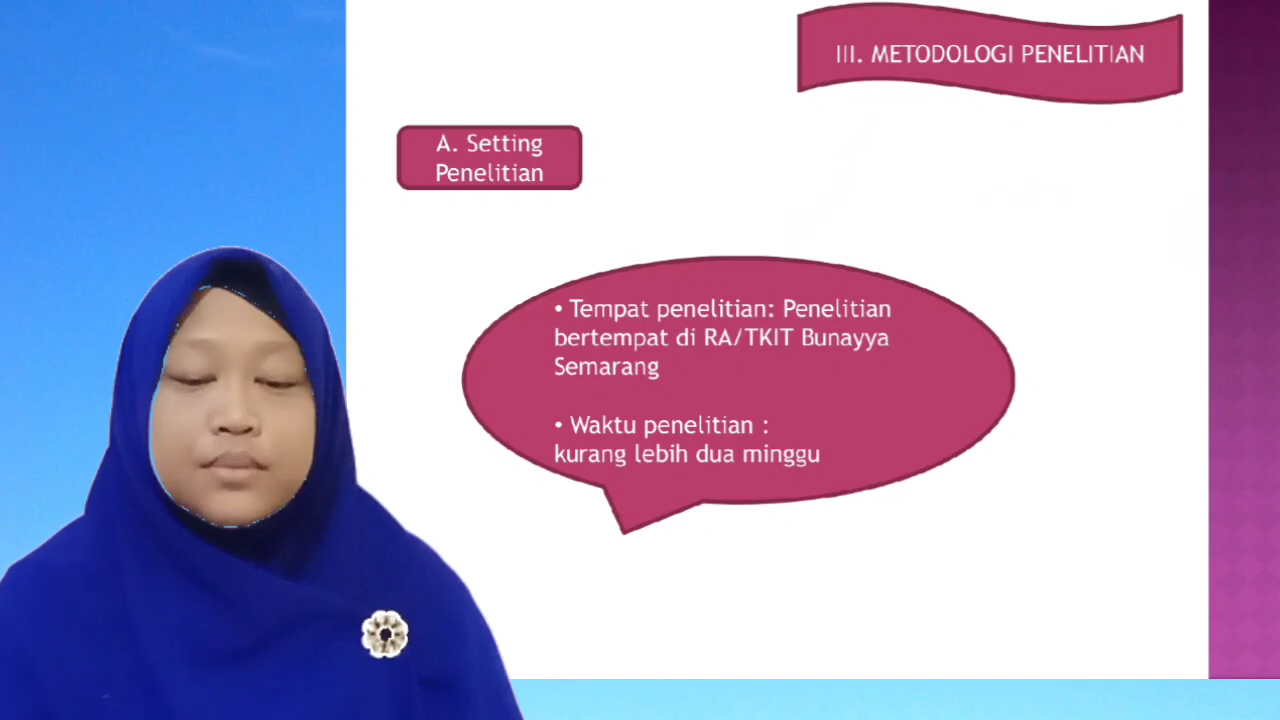 III. METODOLOGI PENELITIAN
A. Setting
Penelitian
• Tempat penelitian: Penelitian
bertempat di RA/TKIT Bunayya
Semarang
• Waktu penelitian :
kurang lebih dua minggu